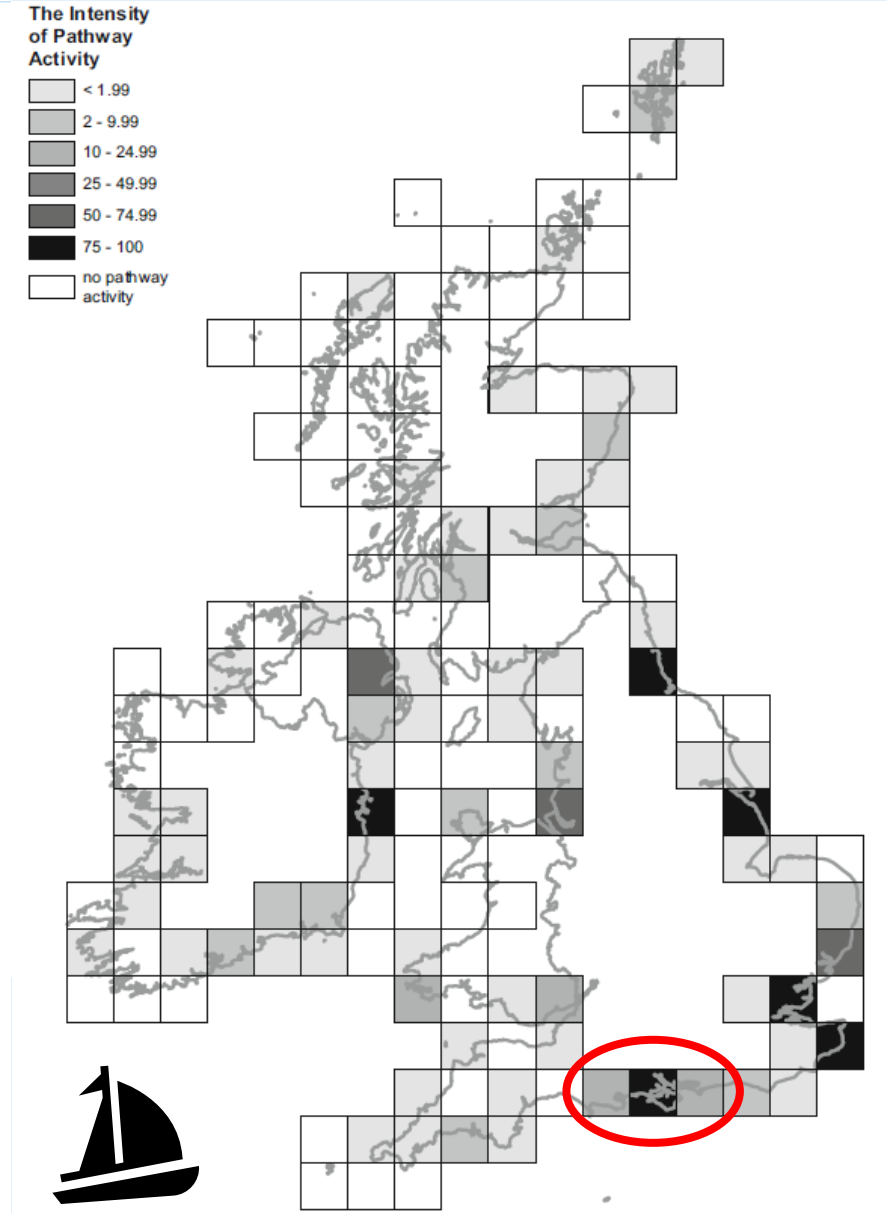 The Intensity
of Pathway
Activity
< 1.99
2 - 9.99
10 - 24.99
25 - 49.99
50 - 74.99
75 - 100
no pathway
activity